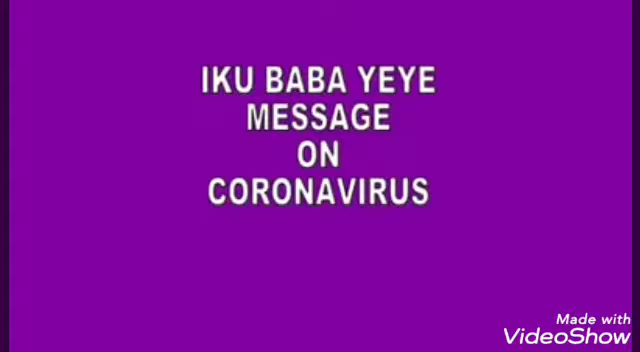 IKU BABA YEYE
MESSAGE
ON
CORONAVIRUS
Made with
VideoShow